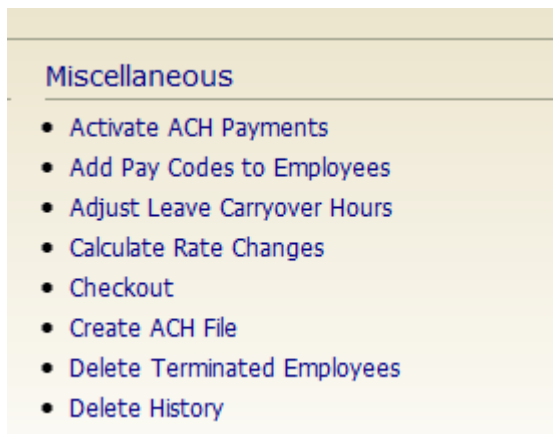 Miscellaneous
Activate ACH Payments
Add Pay Codes to Employees
Adjust Leave Carryover Hours
Calculate Rate Changes
Checkout
Create ACH File
Delete Terminated Employees
Delete History